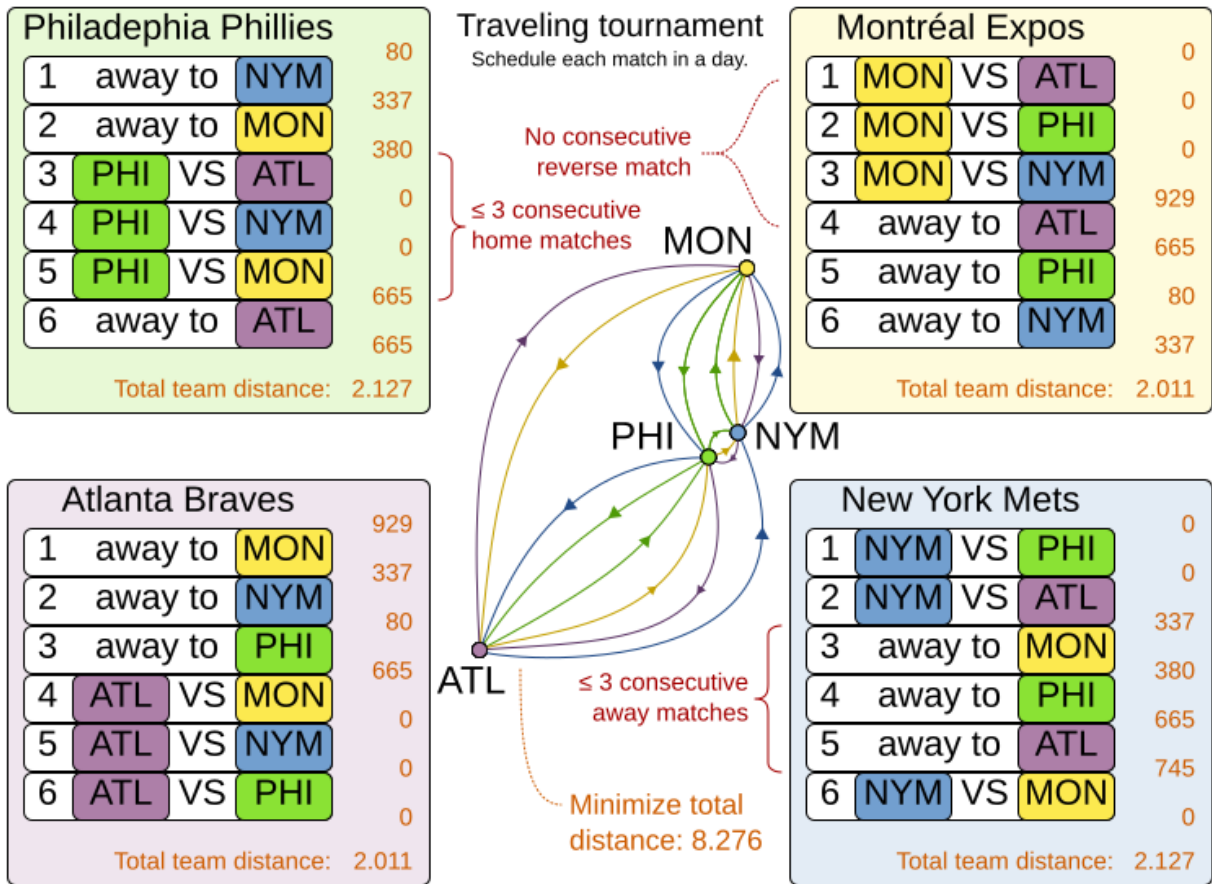 Philadephia Phillies
80
1 away to NYM
337
2 away to MON
380
3 PHI VS ATL
0
4 PHI VS NYM
0
5 PHI VS MON
665
6 away to ATL
665
Total team distance: 2.127
Traveling tournament
Schedule each match in a day.
No consecutive
reverse match
≤ 3 consecutive
home matches
Montréal Expos
0
1 MON VS ATL
0
2 MON VS PHI
0
3 MON VS NYM
929
4 away to ATL
665
5 away to PHI
80
6 away to NYM
337
Total team distance: 2.011
MON
PHI
NYM
ATL
Atlanta Braves
929
1 away to MON
337
2 away to NYM
80
3 away to PHI
665
4 ATL VS MON
0
5 ATL VS NYM
0
6 ATL VS PHI
0
Total team distance: 2.011
≤ 3 consecutive
away matches
Minimize total
distance: 8.276
New York Mets
0
1 NYM VS PHI
0
2 NYM VS ATL
337
3 away to MON
380
4 away to PHI
665
5 away to ATL
745
6 NYM VS MON
0
Total team distance: 2.127